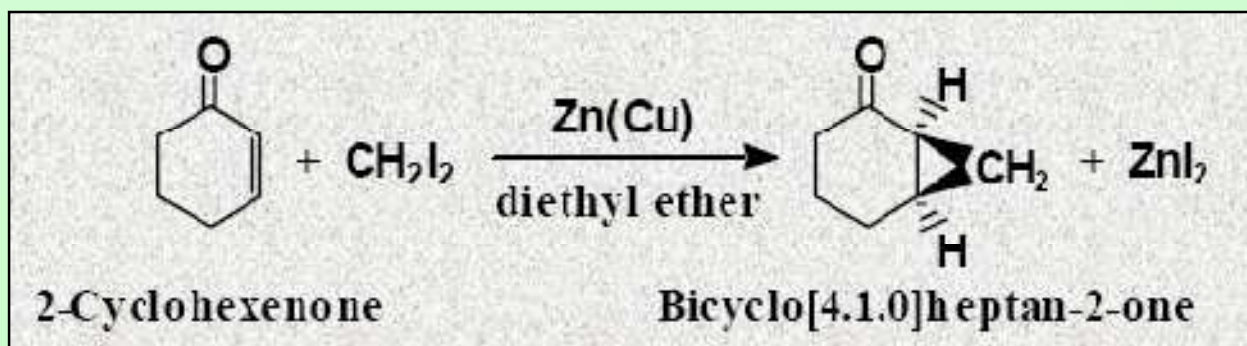 O
O
H
Zn(Cu)
+ CH₂I₂
CH₂ + ZnI₂
diethyl ether
H
2-Cyclohexenone
Bicyclo[4.1.0]heptan-2-one